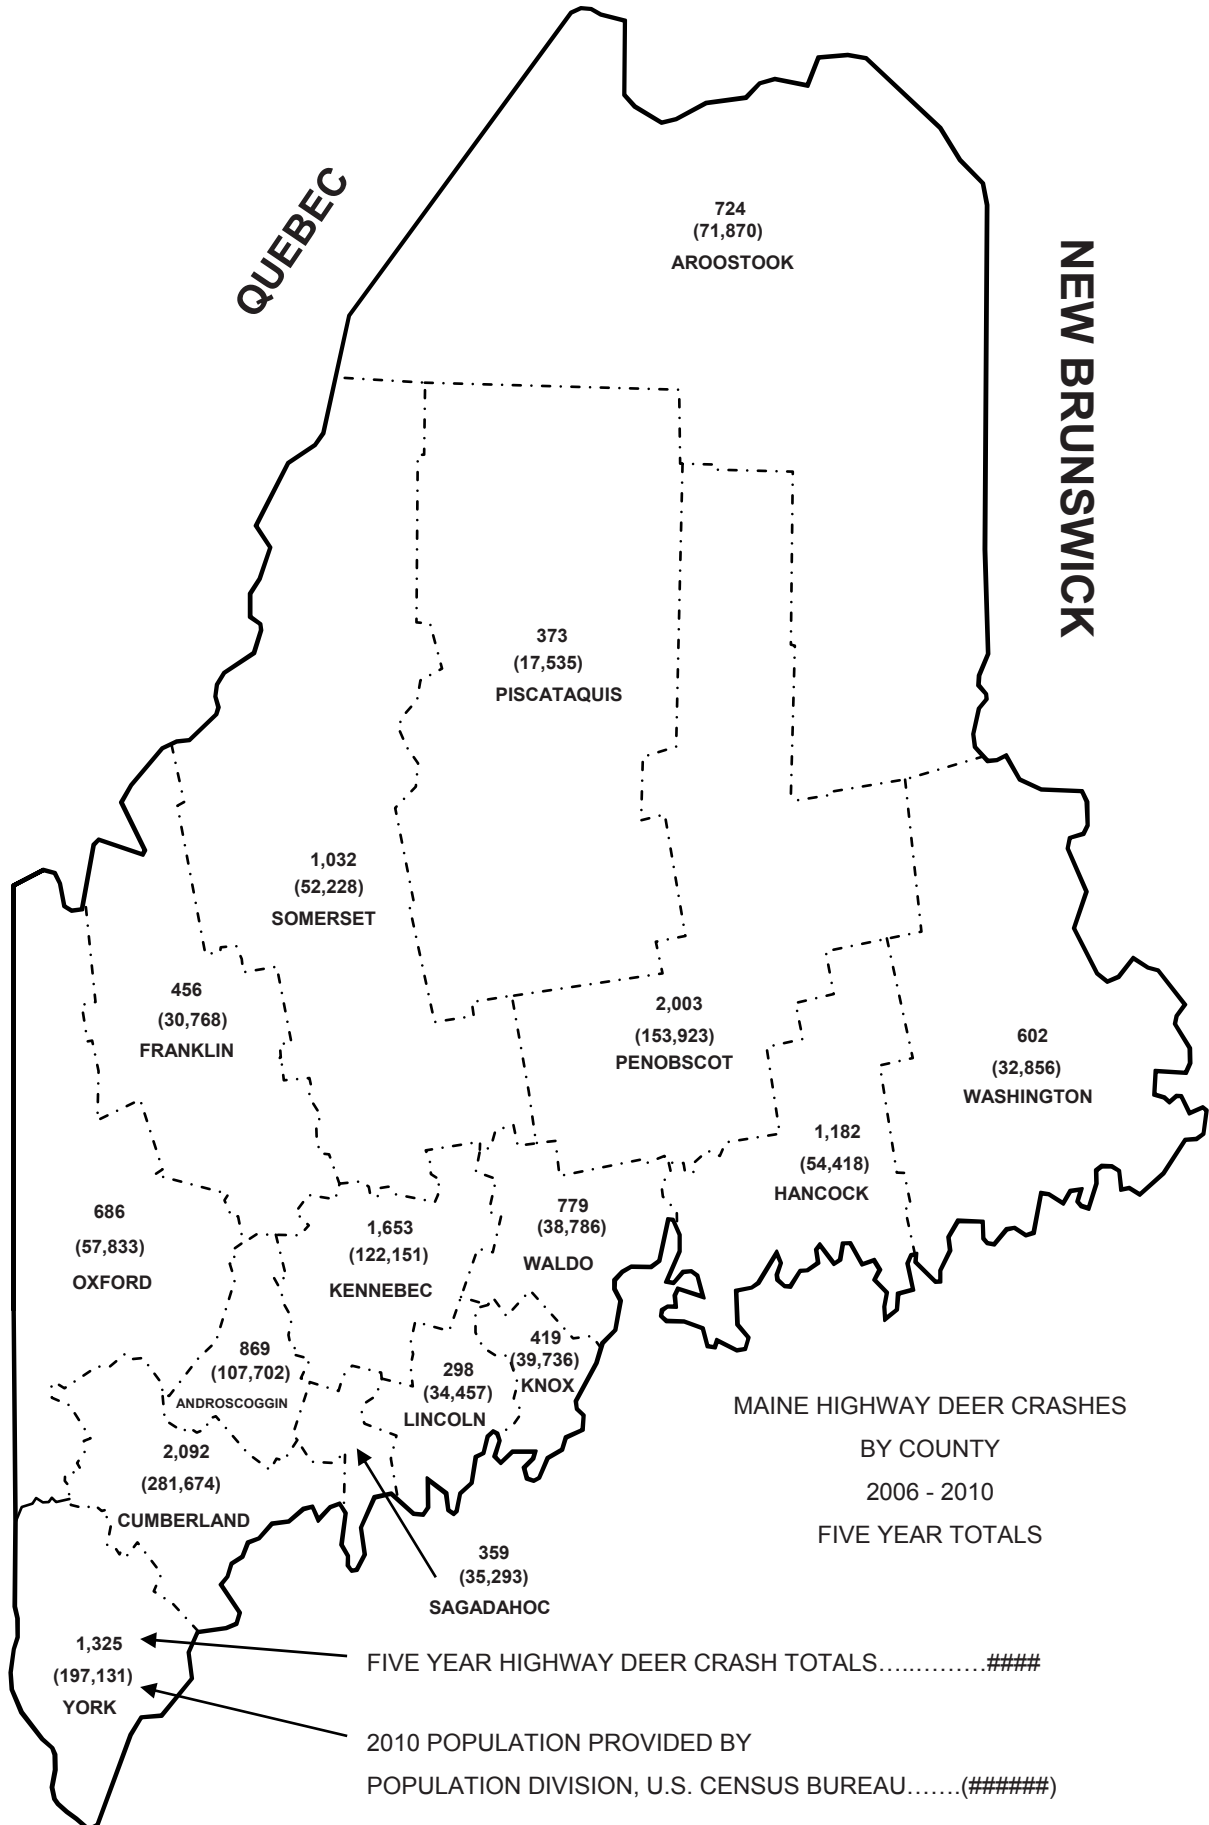 QUEBEC
NEW BRUNSWICK
724
(71,870)
AROOSTOOK
373
(17,535)
PISCATAQUIS
1,032
(52,228)
SOMERSET
456
(30,768)
FRANKLIN
2,003
(153,923)
PENOBSCOT
602
(32,856)
WASHINGTON
1,182
(54,418)
HANCOCK
686
(57,833)
OXFORD
1,653
(122,151)
KENNEBEC
779
(38,786)
WALDO
869
(107,702)
ANDROSCOGGIN
298
(34,457)
LINCOLN
419
(39,736)
KNOX
2,092
(281,674)
CUMBERLAND
359
(35,293)
SAGADAHOC
1,325
(197,131)
YORK
MAINE HIGHWAY DEER CRASHES
BY COUNTY
2006 - 2010
FIVE YEAR TOTALS
FIVE YEAR HIGHWAY DEER CRASH TOTALS…..………####
2010 POPULATION PROVIDED BY
POPULATION DIVISION, U.S. CENSUS BUREAU…….(######)